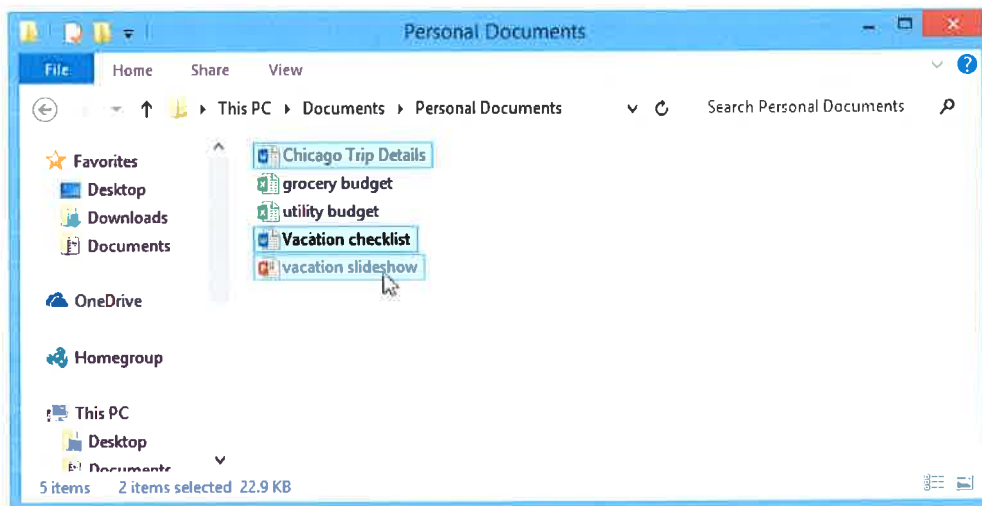 Personal Documents
File Home Share View
This PC Documents Personal Documents Search Personal Documents
Favorites
Desktop
Downloads
Documents
OneDrive
Homegroup
This PC
Desktop
Documents
Chicago Trip Details
grocery budget
utility budget
Vacation checklist
vacation slideshow
5 items 2 items selected 22.9 KB